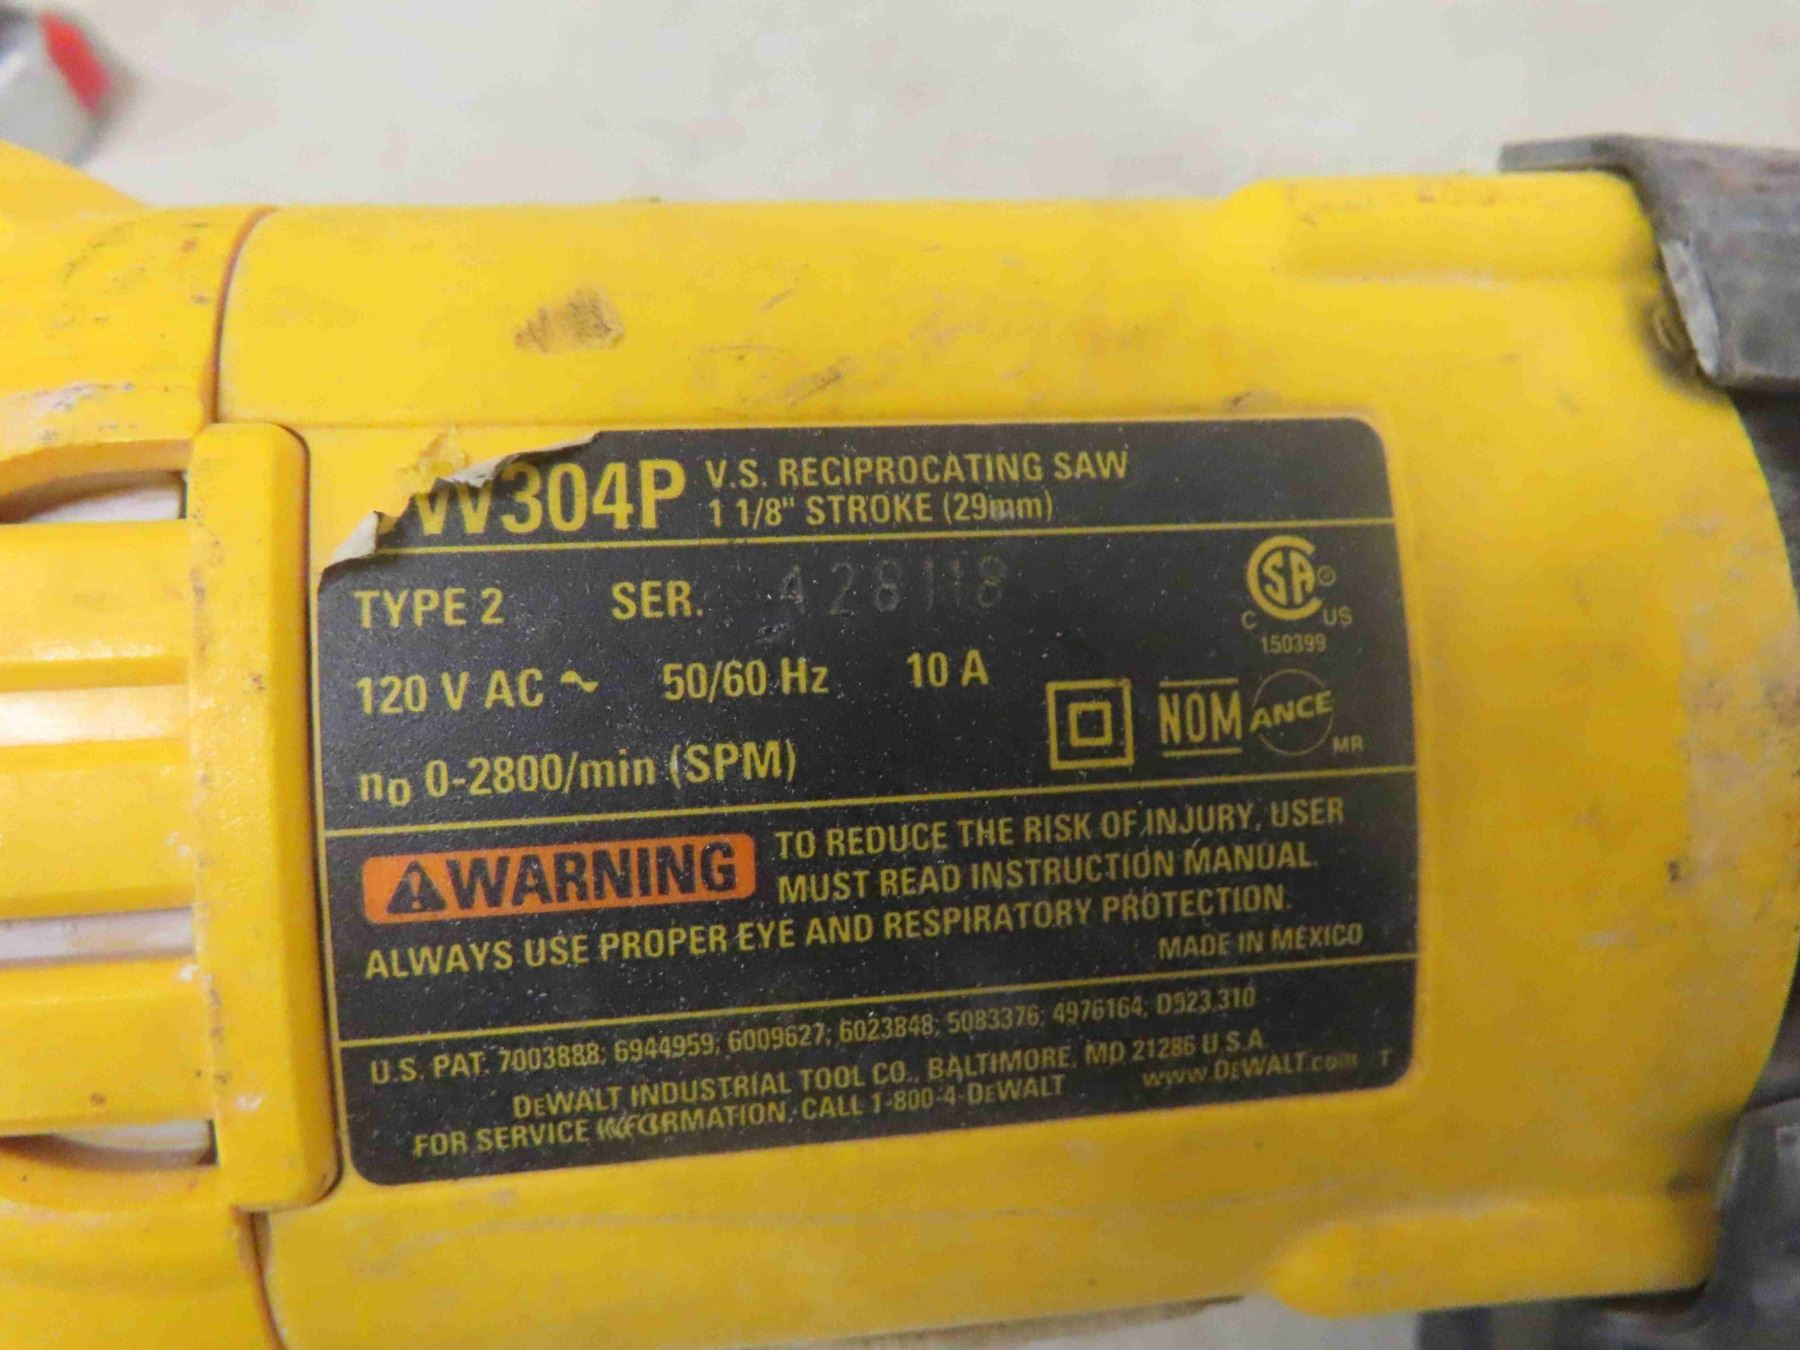 W304P V.S. RECIPROCATING SAW
1 1/8" STROKE (29mm)
TYPE 2 SER. 428118
CSA ®
C US
150399
120 V AC ~ 50/60 Hz 10 A
NOM ANCE
MR
n₀ 0-2800/min (SPM)
WARNING TO REDUCE THE RISK OF INJURY, USER
MUST READ INSTRUCTION MANUAL.
ALWAYS USE PROPER EYE AND RESPIRATORY PROTECTION.
MADE IN MEXICO
U.S. PAT. 7003888; 6944959; 6009627; 6023848; 5083376; 4976164, D523,310
DEWALT INDUSTRIAL TOOL CO., BALTIMORE, MD 21286 U.S.A.
FOR SERVICE INFORMATION, CALL 1-800-4-DEWALT www.DEWALT.com T